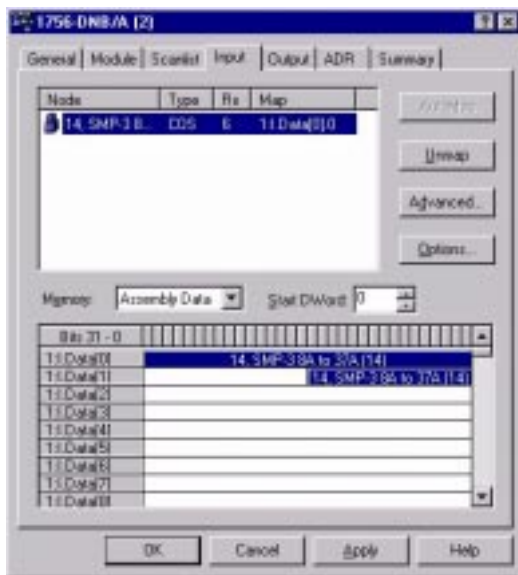 1756-DNB/A (2)
General Module Scanlist Input Output ADR Summary
Node Type Rx Map
14, SMP-3 8... COS 6 1:I.Data[0].0
AutoMap
Unmap
Advanced...
Options...
Memory: Assembly Data Start DWord: 0
Bits 31 - 0
1:I.Data[0] 14, SMP-3 9A to 37A (14)
1:I.Data[1] 14, SMP-3 9A to 37A (14)
1:I.Data[2]
1:I.Data[3]
1:I.Data[4]
1:I.Data[5]
1:I.Data[6]
1:I.Data[7]
1:I.Data[8]
OK Cancel Apply Help